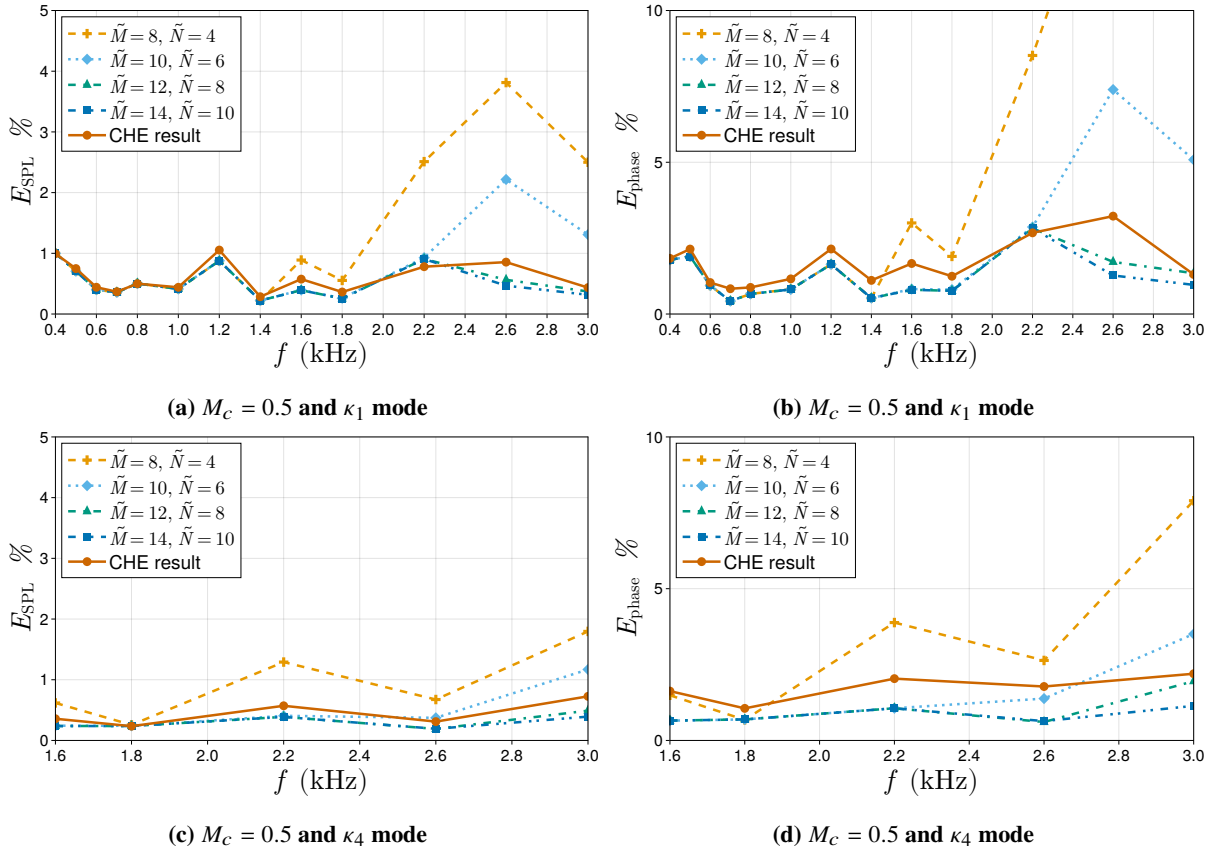 5
4
3
2
1
0
E_SPL %
M̃ = 8, Ñ = 4
M̃ = 10, Ñ = 6
M̃ = 12, Ñ = 8
M̃ = 14, Ñ = 10
CHE result
0.4 0.6 0.8 1.0 1.2 1.4 1.6 1.8 2.0 2.2 2.4 2.6 2.8 3.0
f (kHz)
(a) M_c = 0.5 and κ_1 mode
10
5
0
E_phase %
M̃ = 8, Ñ = 4
M̃ = 10, Ñ = 6
M̃ = 12, Ñ = 8
M̃ = 14, Ñ = 10
CHE result
0.4 0.6 0.8 1.0 1.2 1.4 1.6 1.8 2.0 2.2 2.4 2.6 2.8 3.0
f (kHz)
(b) M_c = 0.5 and κ_1 mode
5
4
3
2
1
0
E_SPL %
M̃ = 8, Ñ = 4
M̃ = 10, Ñ = 6
M̃ = 12, Ñ = 8
M̃ = 14, Ñ = 10
CHE result
1.6 1.8 2.0 2.2 2.4 2.6 2.8 3.0
f (kHz)
(c) M_c = 0.5 and κ_4 mode
10
5
0
E_phase %
M̃ = 8, Ñ = 4
M̃ = 10, Ñ = 6
M̃ = 12, Ñ = 8
M̃ = 14, Ñ = 10
CHE result
1.6 1.8 2.0 2.2 2.4 2.6 2.8 3.0
f (kHz)
(d) M_c = 0.5 and κ_4 mode